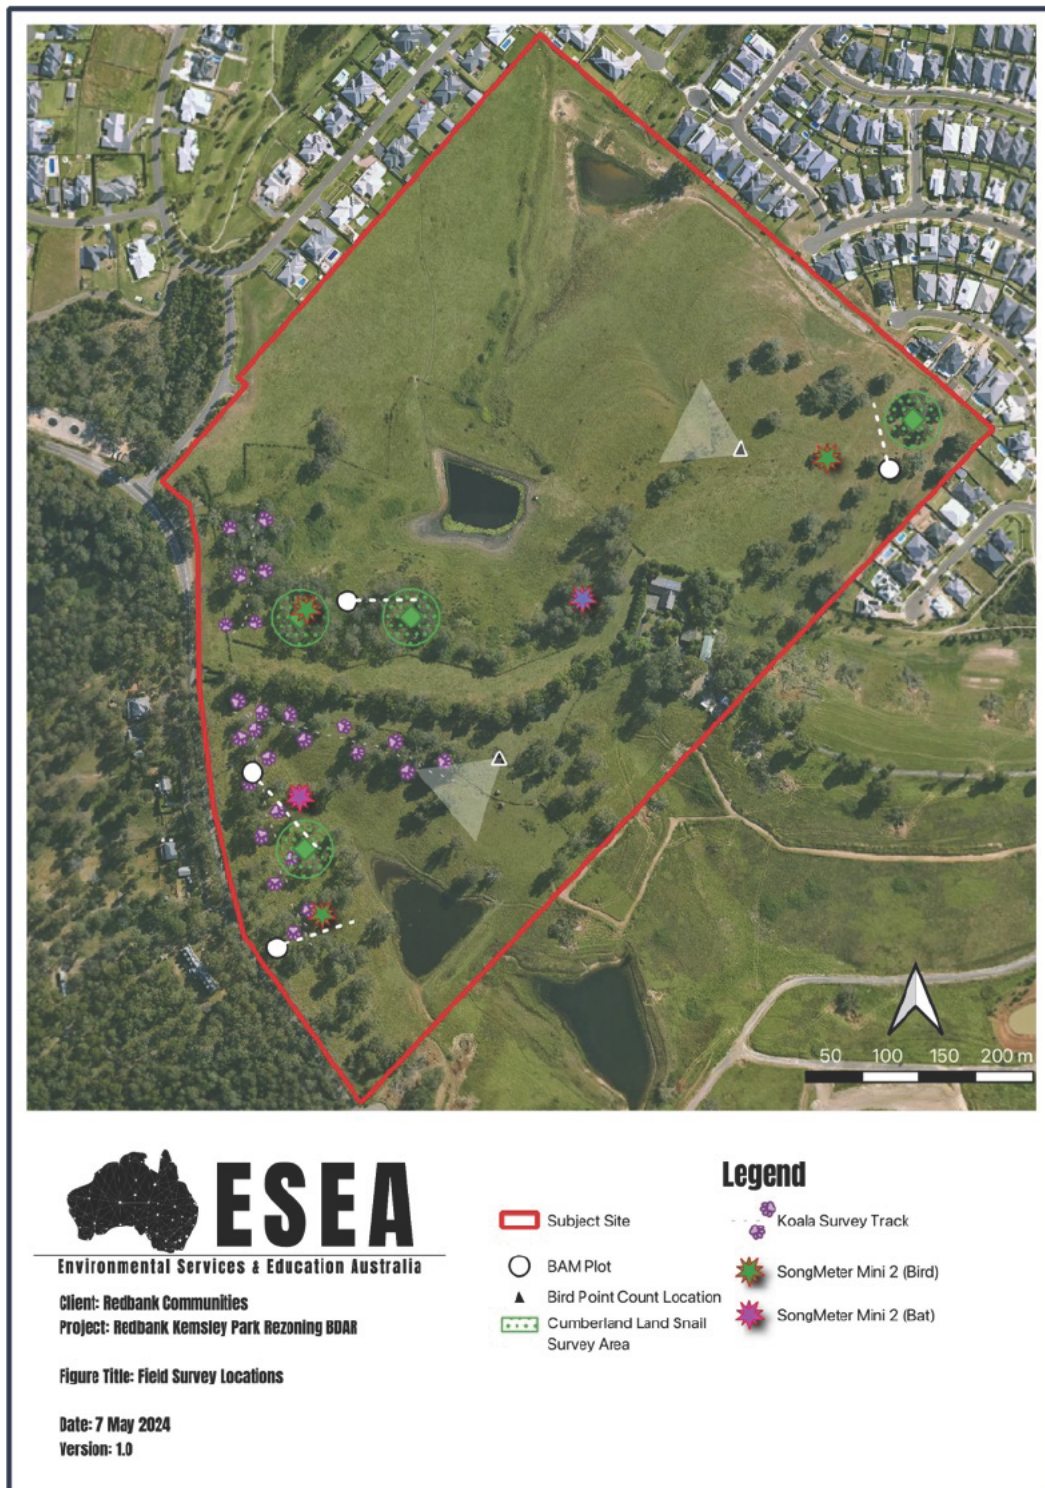 50 100 150 200 m
ESEA
Environmental Services & Education Australia
Client: Redbank Communities
Project: Redbank Kemsley Park Rezoning BDAR
Figure Title: Field Survey Locations
Date: 7 May 2024
Version: 1.0
Legend
Subject Site
BAM Plot
Bird Point Count Location
Cumberland Land Snail
Survey Area
Koala Survey Track
SongMeter Mini 2 (Bird)
SongMeter Mini 2 (Bat)